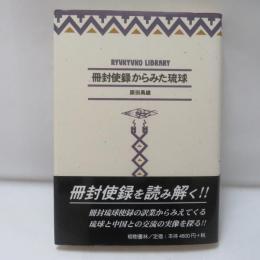 RYUKYUKO LIBRARY
冊封使録からみた琉球
原田禹雄
冊封使録を読み解く!!
冊封琉球使録の訳業からみえてくる
琉球と中国との交流の実像を探る!!
榕樹書林/定価:本体4800円+税